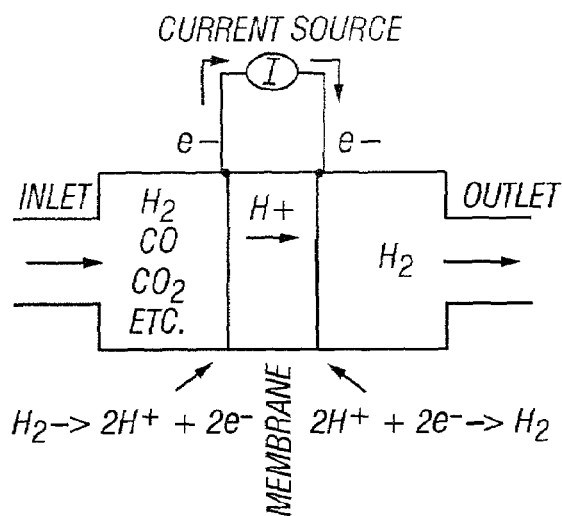 CURRENT SOURCE
I
e- e-
INLET
OUTLET
H2
CO
CO2
ETC.
H+
H2
H2-> 2H+ + 2e-
2H+ + 2e--> H2
MEMBRANE